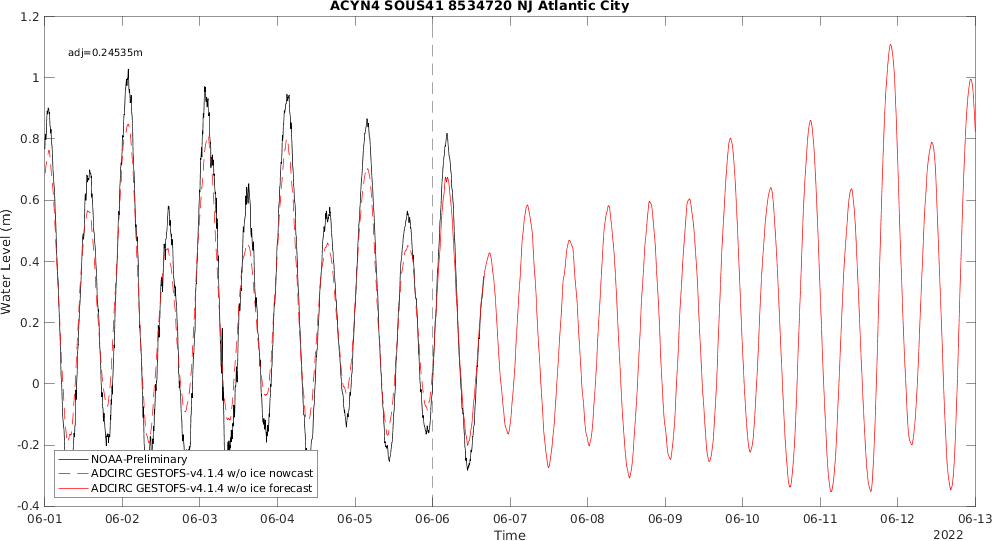 ACYN4 SOUS41 8534720 NJ Atlantic City
1.2
adj=0.24535m
1
0.8
0.6
0.4
0.2
0
-0.2
-0.4
Water Level (m)
NOAA-Preliminary
ADCIRC GESTOFS-v4.1.4 w/o ice nowcast
ADCIRC GESTOFS-v4.1.4 w/o ice forecast
06-01 06-02 06-03 06-04 06-05 06-06 06-07 06-08 06-09 06-10 06-11 06-12 06-13
Time
2022